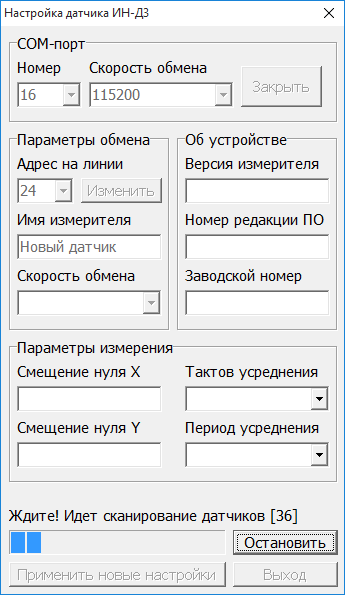 Настройка датчика ИН-Д3
COM-порт
Номер Скорость обмена
16 115200 Закрыть
Параметры обмена Об устройстве
Адрес на линии Версия измерителя
24 Изменить
Имя измерителя Номер редакции ПО
Новый датчик
Скорость обмена Заводской номер
Параметры измерения
Смещение нуля X Тактов усреднения
Смещение нуля Y Период усреднения
Ждите! Идет сканирование датчиков [36]
Остановить
Применить новые настройки Выход